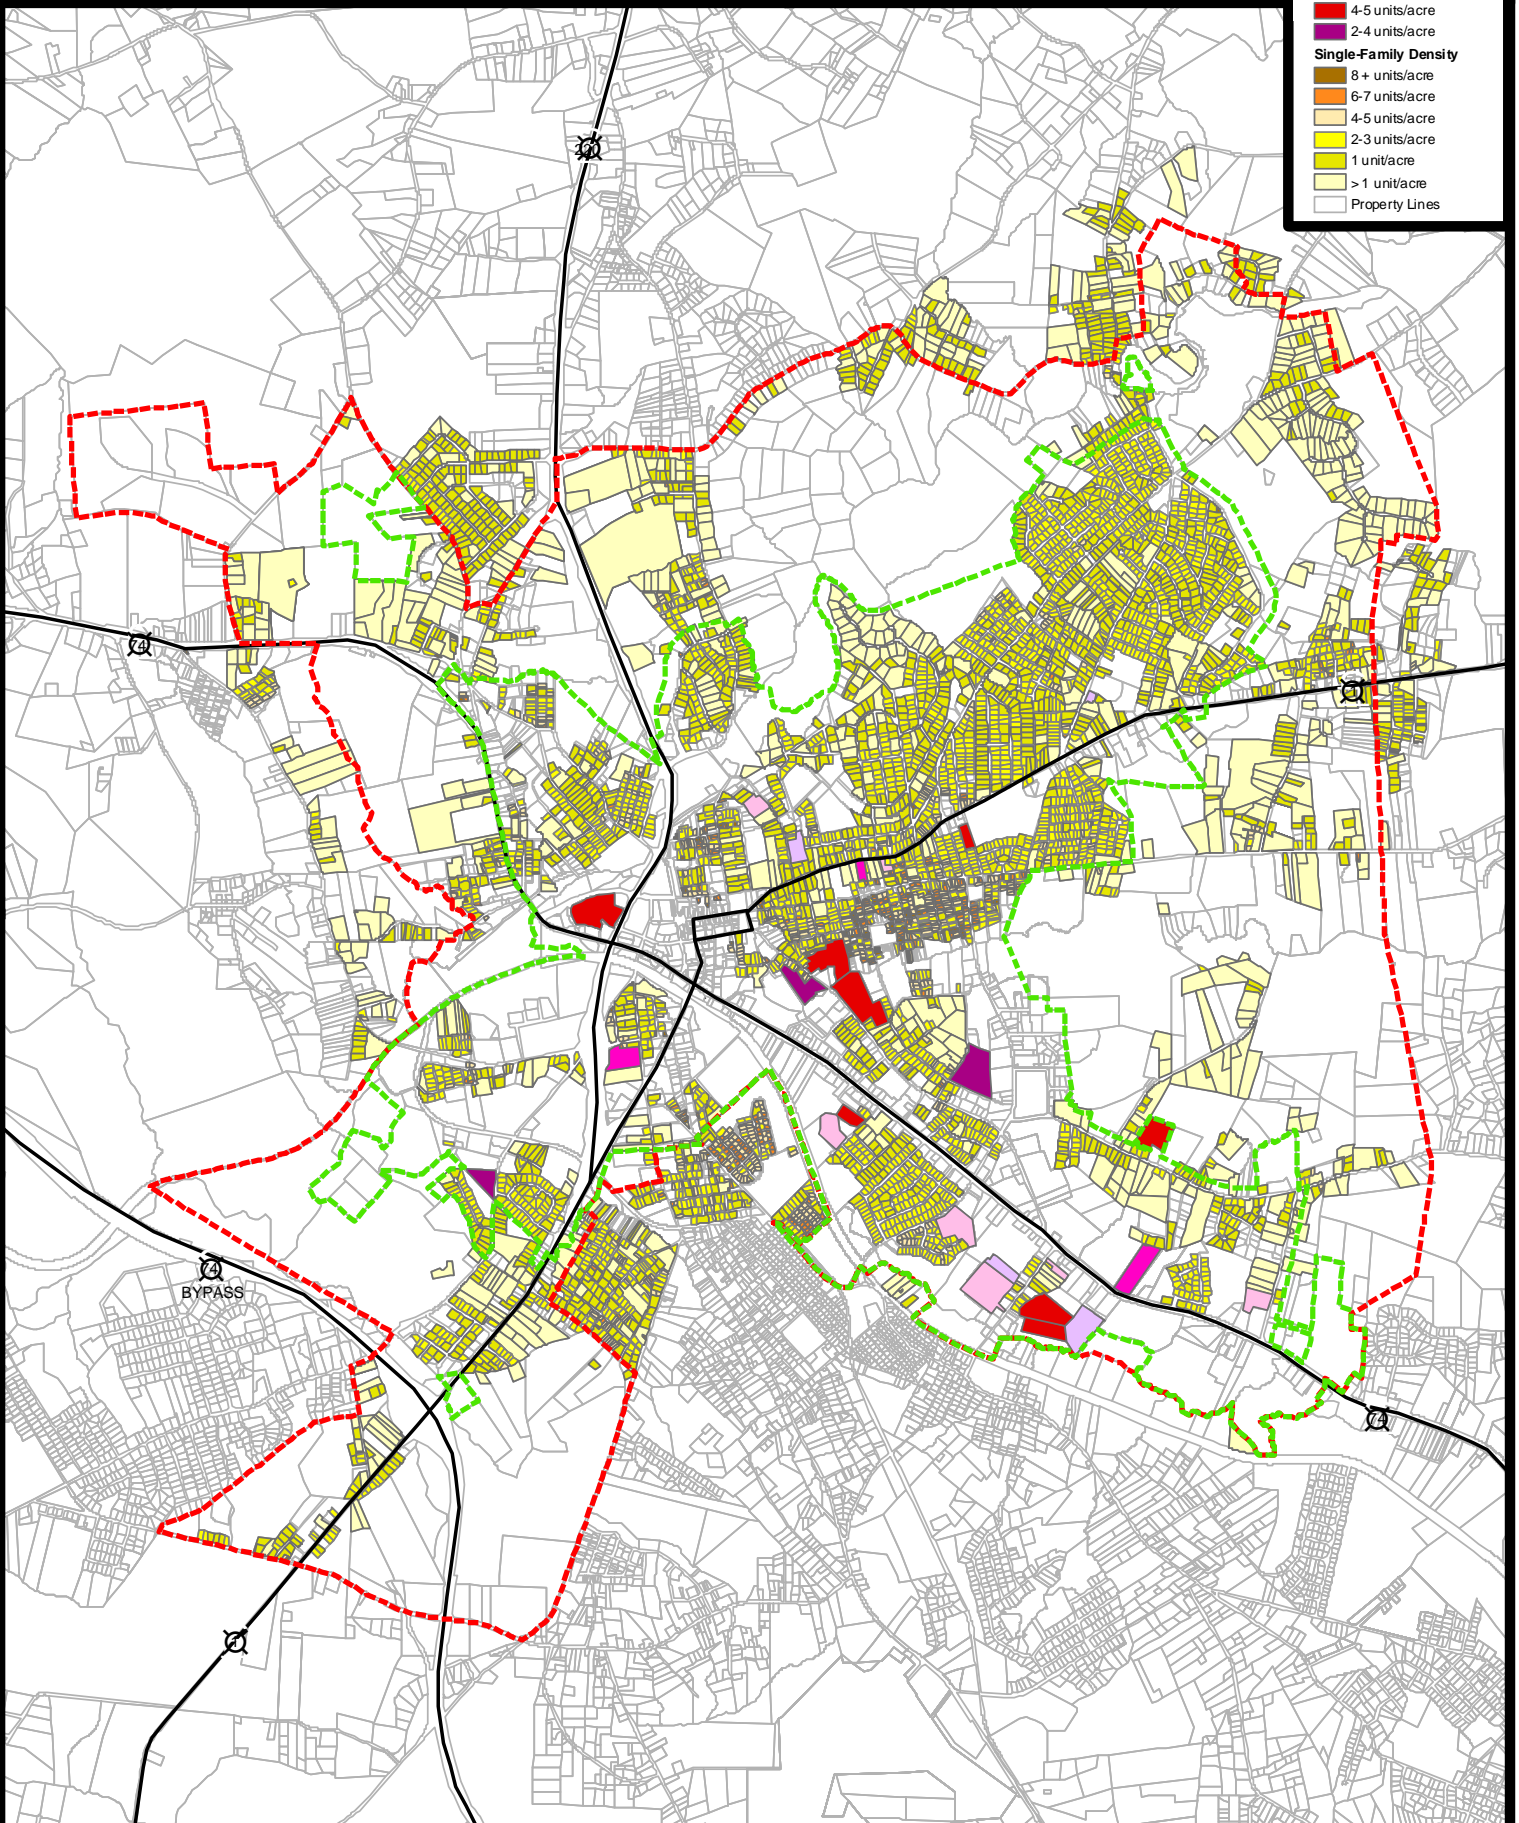 4-5 units/acre
2-4 units/acre
Single-Family Density
8 + units/acre
6-7 units/acre
4-5 units/acre
2-3 units/acre
1 unit/acre
> 1 unit/acre
Property Lines
220
74
1
74
BYPASS
74
1